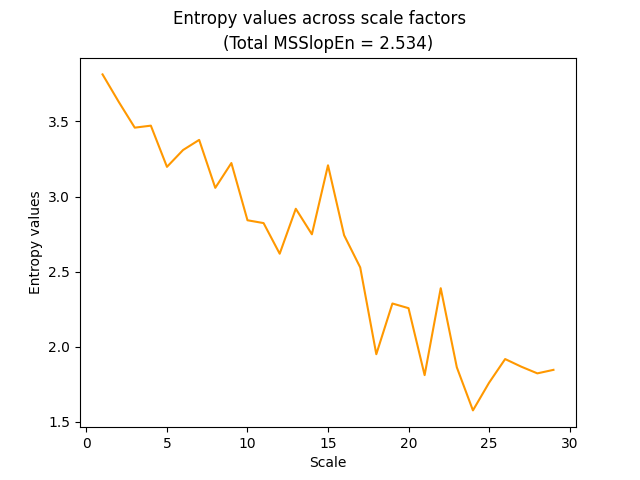 Entropy values across scale factors
(Total MSSlopEn = 2.534)
3.5
3.0
2.5
2.0
1.5
Entropy values
0 5 10 15 20 25 30
Scale